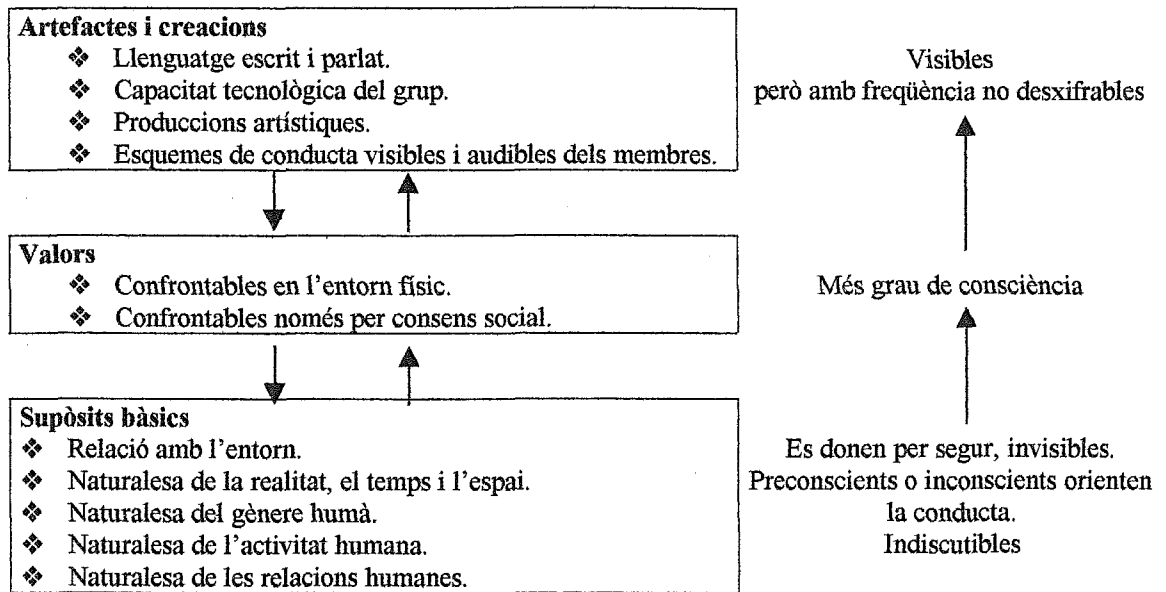 Artefactes i creacions
❖ Llenguatge escrit i parlat.
❖ Capacitat tecnològica del grup.
❖ Produccions artístiques.
❖ Esquemes de conducta visibles i audibles dels membres.
Visibles
però amb freqüència no desxifrables
Valors
❖ Confrontables en l'entorn físic.
❖ Confrontables només per consens social.
Més grau de consciència
Supòsits bàsics
❖ Relació amb l'entorn.
❖ Naturalesa de la realitat, el temps i l'espai.
❖ Naturalesa del gènere humà.
❖ Naturalesa de l'activitat humana.
❖ Naturalesa de les relacions humanes.
Es donen per segur, invisibles.
Preconscients o inconscients orienten
la conducta.
Indiscutibles